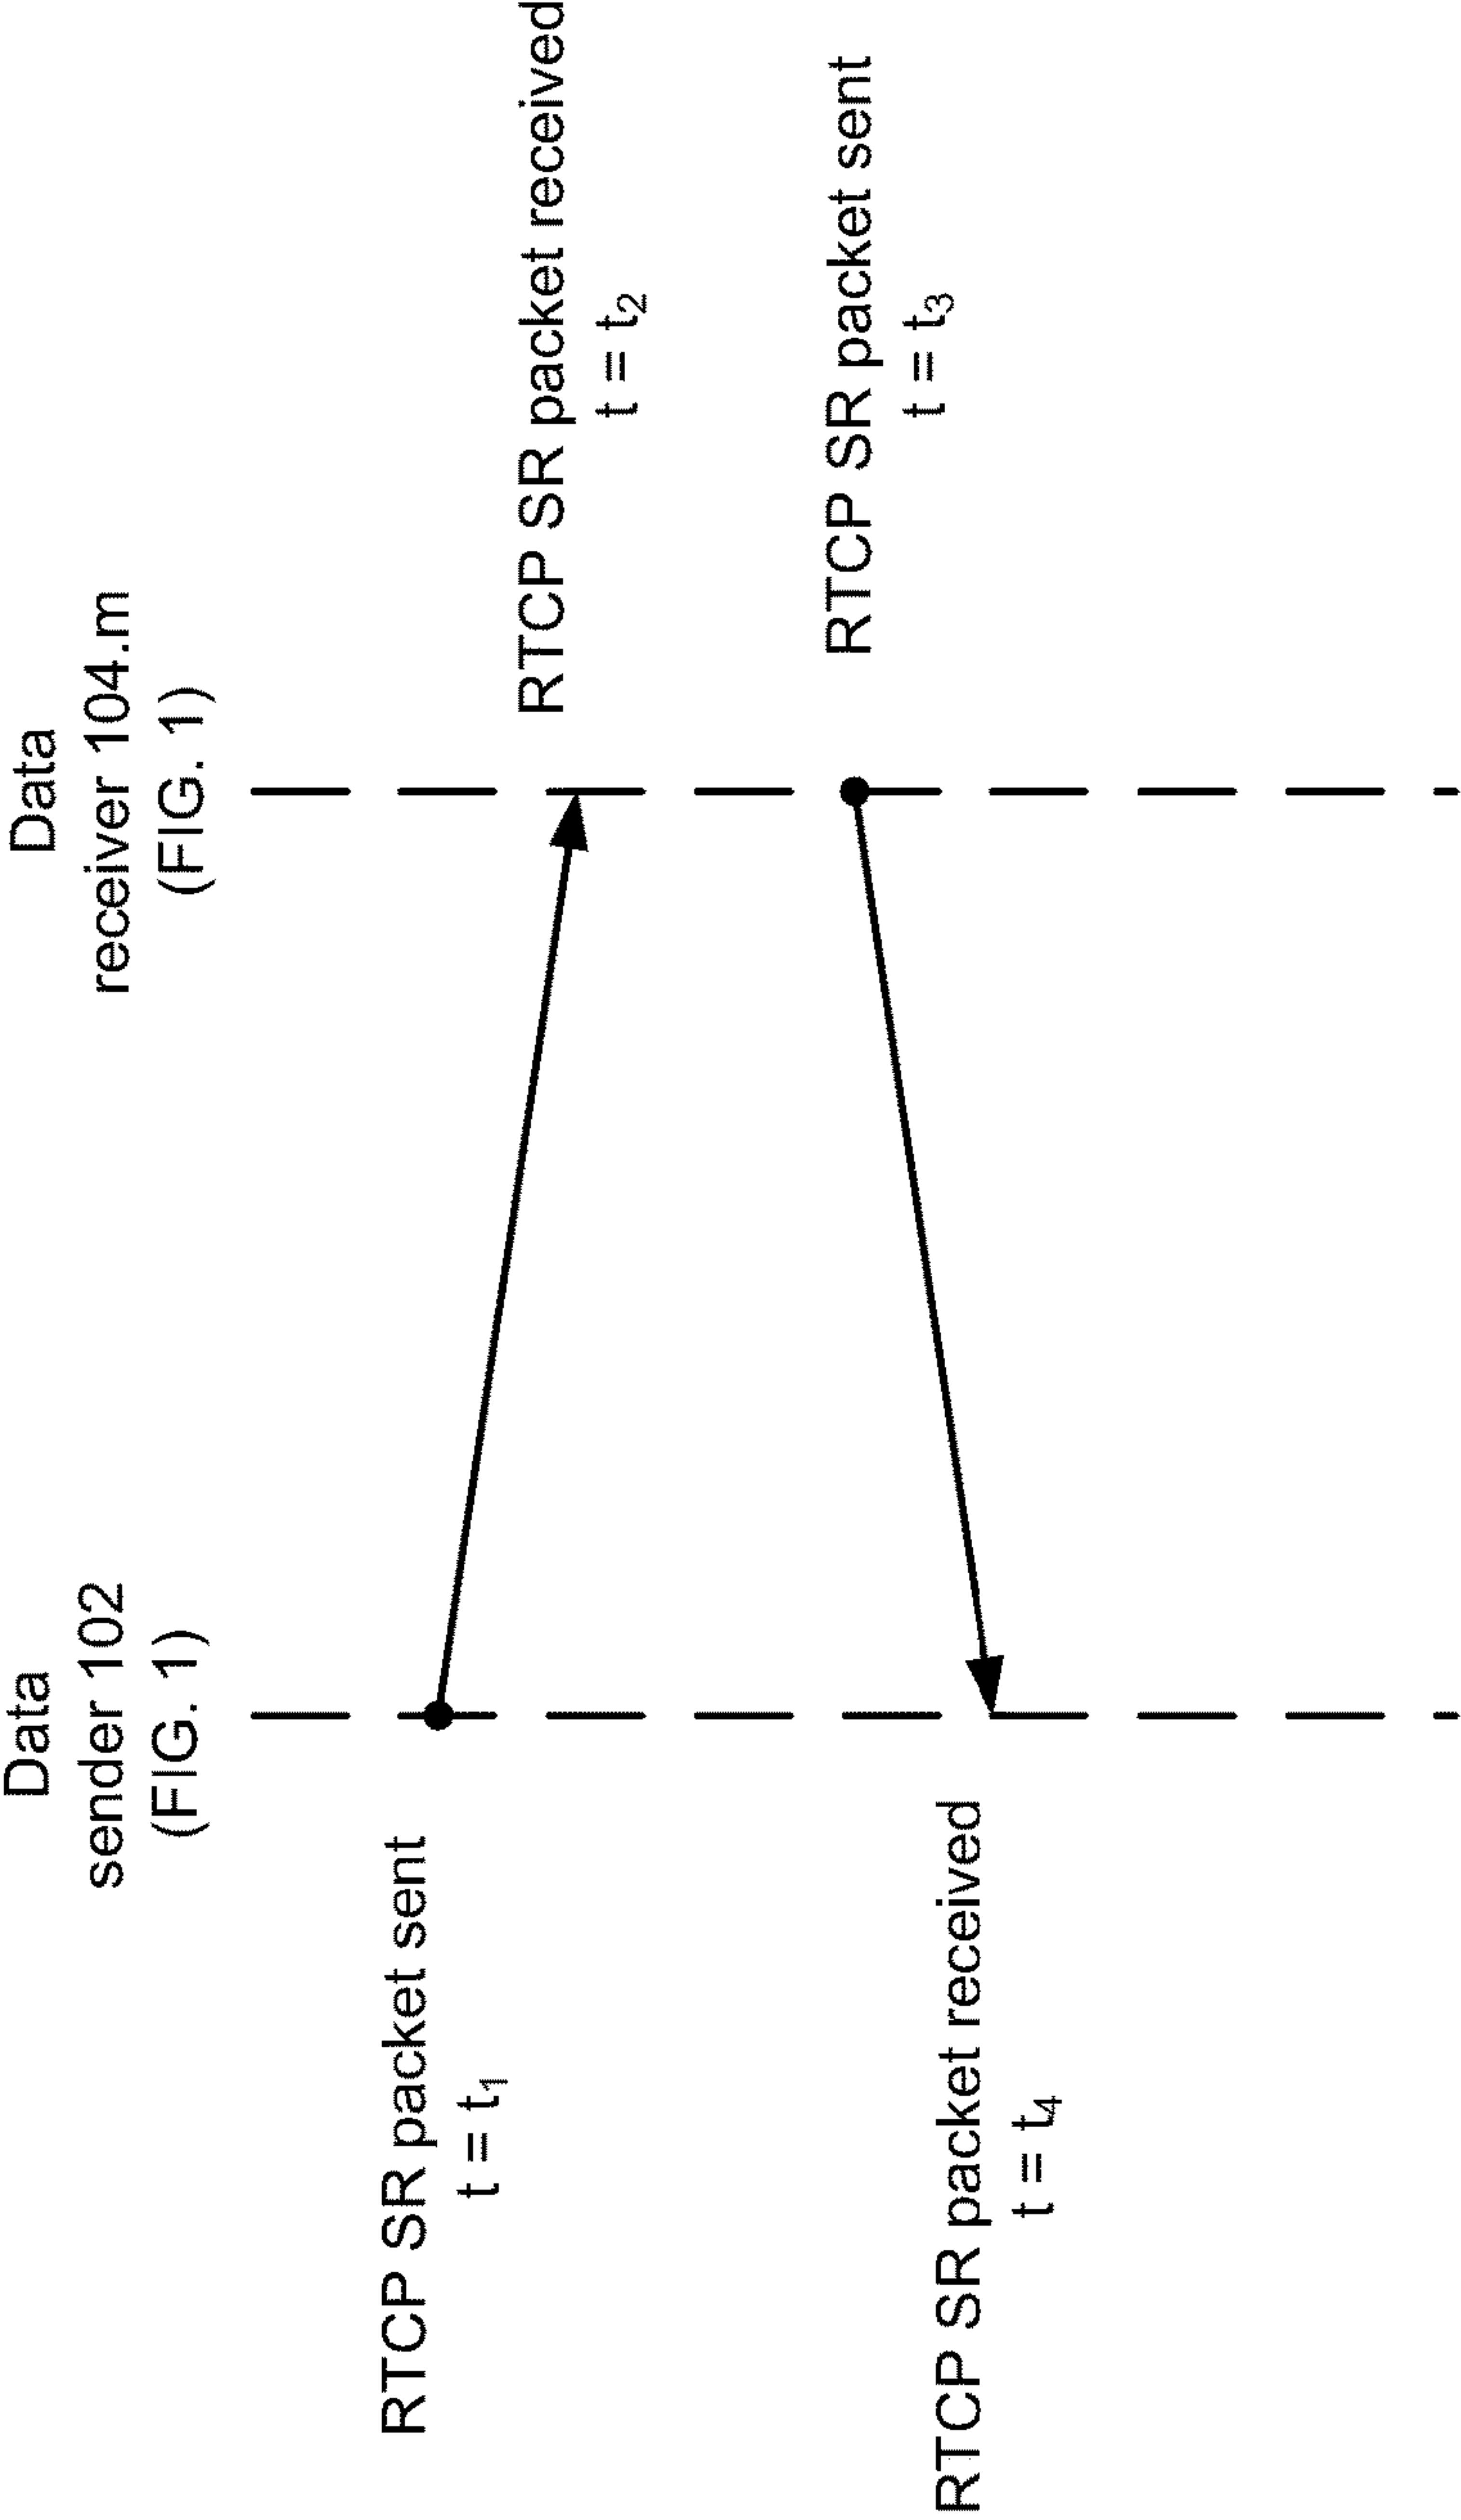 Data
sender 102
(FIG. 1)
Data
receiver 104.m
(FIG. 1)
RTCP SR packet sent
t = t1
RTCP SR packet received
t = t2
RTCP SR packet sent
t = t3
RTCP SR packet received
t = t4